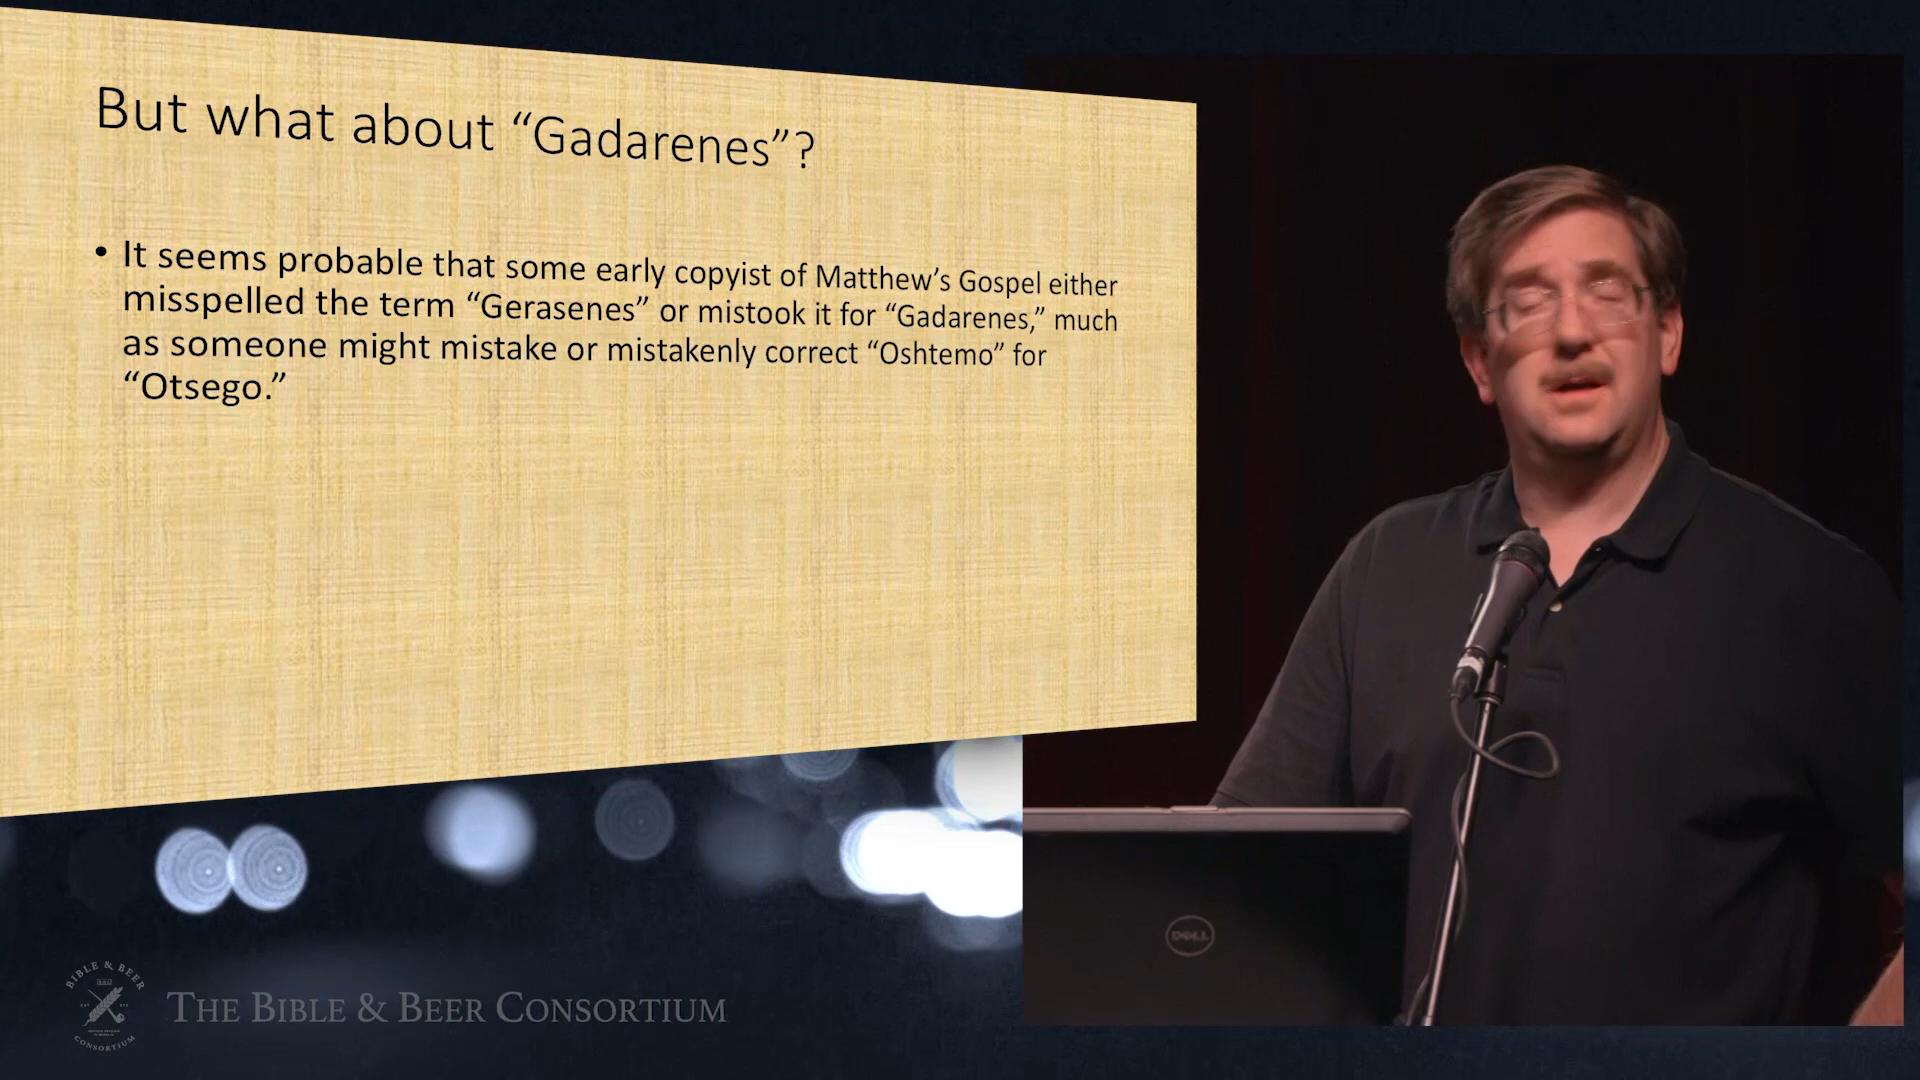 But what about “Gadarenes”?
• It seems probable that some early copyist of Matthew’s Gospel either
misspelled the term “Gerasenes” or mistook it for “Gadarenes,” much
as someone might mistake or mistakenly correct “Oshtemo” for
“Otsego.”
DELL
BIBLE & BEER
CONSORTIUM
THE BIBLE & BEER CONSORTIUM